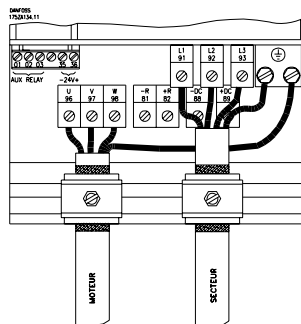 DANFOSS
175ZA134.11
L1 L2 L3
91 92 93
01 02 03 35 36
AUX RELAY -24V+
U V W -R +R -DC +DC
96 97 98 81 82 88 89
MOTEUR
SECTEUR